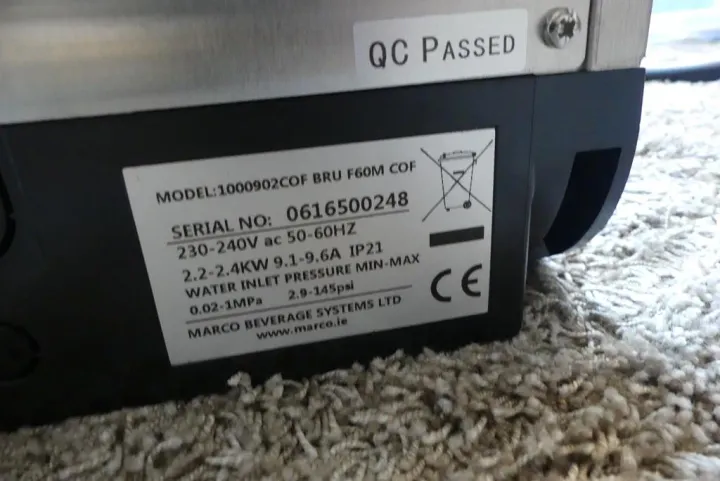 QC PASSED
MODEL:1000902COF BRU F60M COF
SERIAL NO: 0616500248
230-240V ac 50-60HZ
2.2-2.4KW 9.1-9.6A IP21
WATER INLET PRESSURE MIN-MAX
0.02-1MPa 2.9-145psi
MARCO BEVERAGE SYSTEMS LTD
www.marco.ie
CE